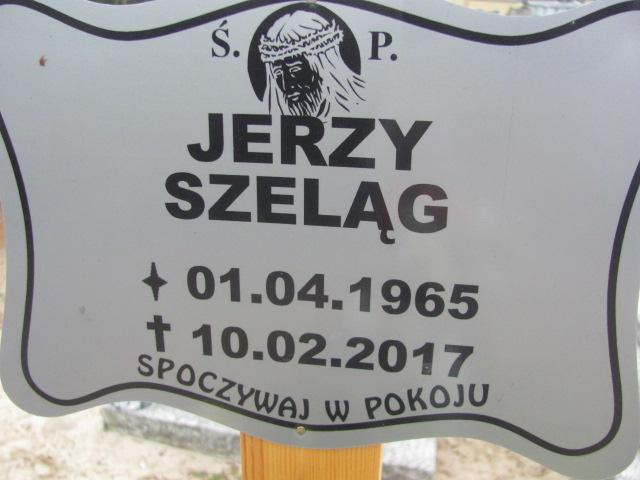 Ś. P.
JERZY
SZELĄG
01.04.1965
10.02.2017
SPOCZYWAJ W POKOJU